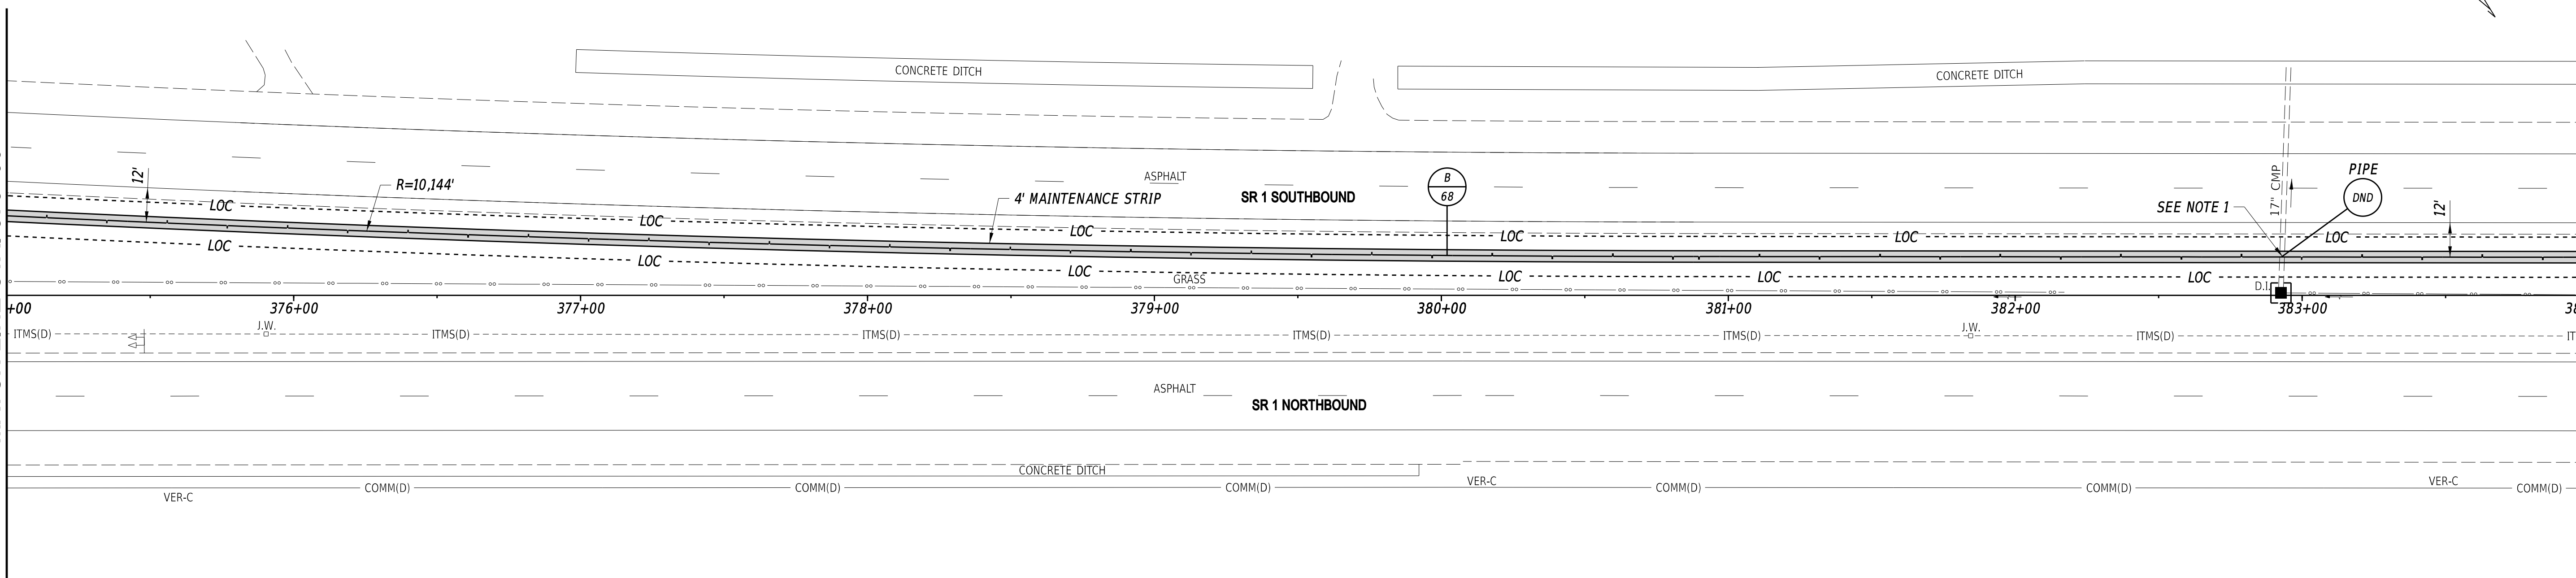 CONCRETE DITCH
CONCRETE DITCH
ASPHALT
12'
R=10,144'
4' MAINTENANCE STRIP
SR 1 SOUTHBOUND
B
68
17" CMP
PIPE
DND
SEE NOTE 1
12'
LOC
LOC
LOC
LOC
LOC
LOC
LOC
LOC
LOC
LOC
LOC
LOC
GRASS
D.I.
+00
376+00
377+00
378+00
379+00
380+00
381+00
382+00
383+00
ITMS(D)
J.W.
ITMS(D)
ITMS(D)
ITMS(D)
ITMS(D)
J.W.
ITMS(D)
ASPHALT
SR 1 NORTHBOUND
CONCRETE DITCH
VER-C
COMM(D)
COMM(D)
COMM(D)
VER-C
COMM(D)
COMM(D)
VER-C
COMM(D)